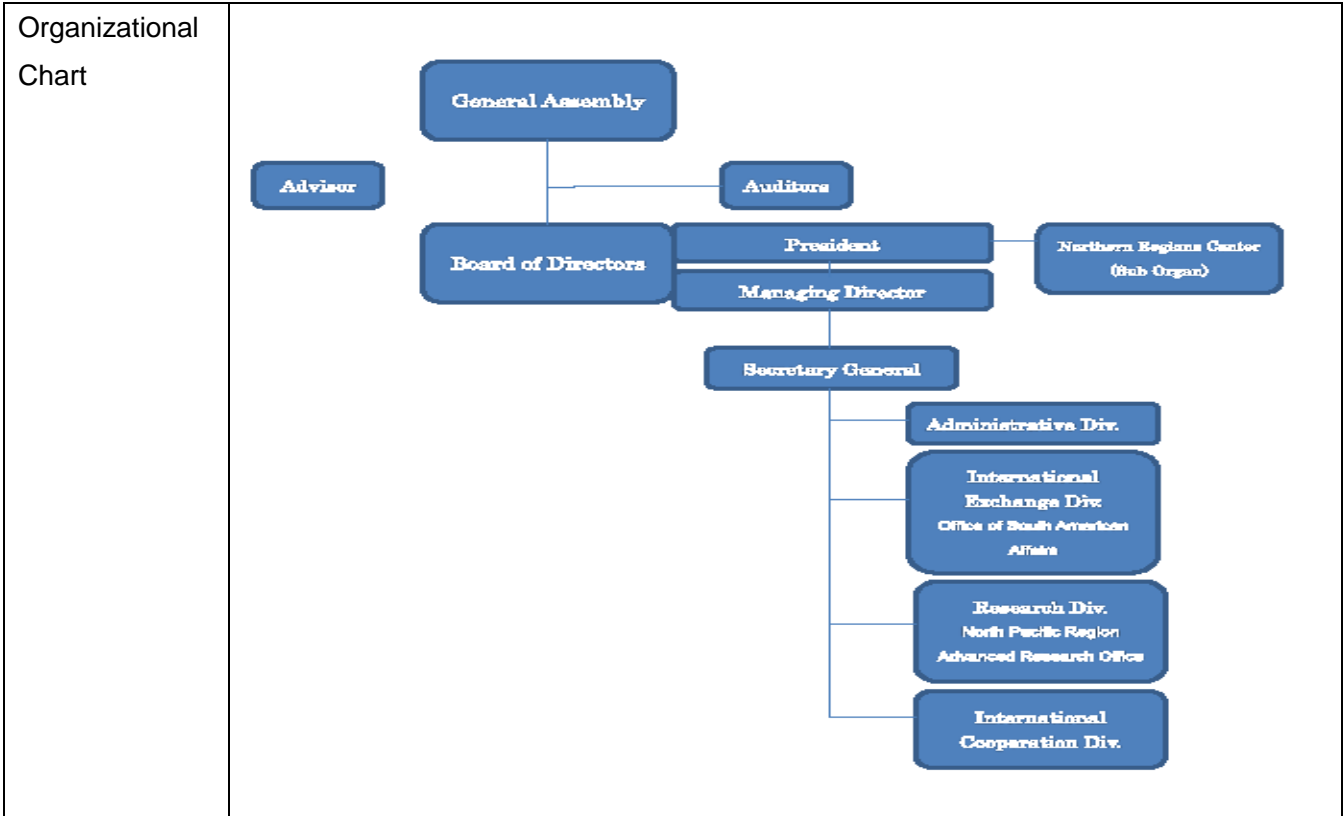 Organizational
Chart
General Assembly
Advisor
Auditors
Board of Directors
President
Managing Director
Northern Regions Center
(Sub Organ)
Secretary General
Administrative Div.
International
Exchange Div.
Office of South American
Affairs
Research Div.
North Pacific Region
Advanced Research Office
International
Cooperation Div.